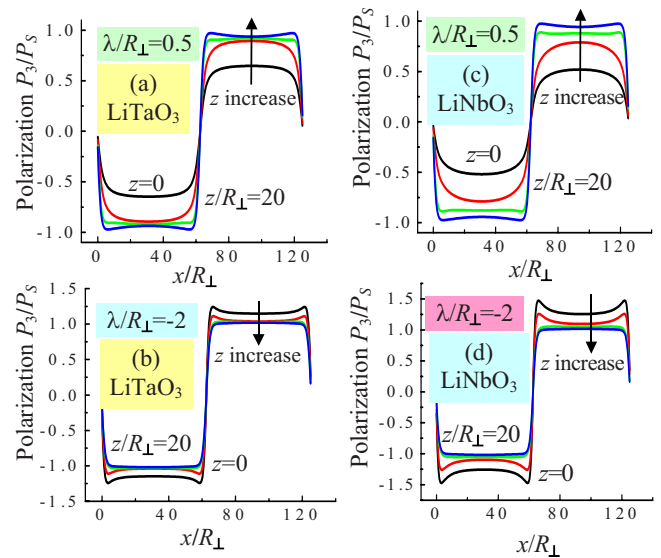 Polarization P₃/P_S
1.0
0.5
0.0
-0.5
-1.0
λ/R⊥=0.5
(a)
LiTaO₃
z increase
z=0
z/R⊥=20
0 40 80 120
x/R⊥
Polarization P₃/P_S
1.0
0.5
0.0
-0.5
-1.0
λ/R⊥=0.5
(c)
LiNbO₃
z increase
z=0
z/R⊥=20
0 40 80 120
x/R⊥
Polarization P₃/P_S
1.5
1.0
0.5
0.0
-0.5
-1.0
-1.5
λ/R⊥=-2
(b)
LiTaO₃
z increase
z/R⊥=20
z=0
0 40 80 120
x/R⊥
Polarization P₃/P_S
1.5
1.0
0.5
0.0
-0.5
-1.0
-1.5
λ/R⊥=-2
(d)
LiNbO₃
z increase
z/R⊥=20
z=0
0 40 80 120
x/R⊥